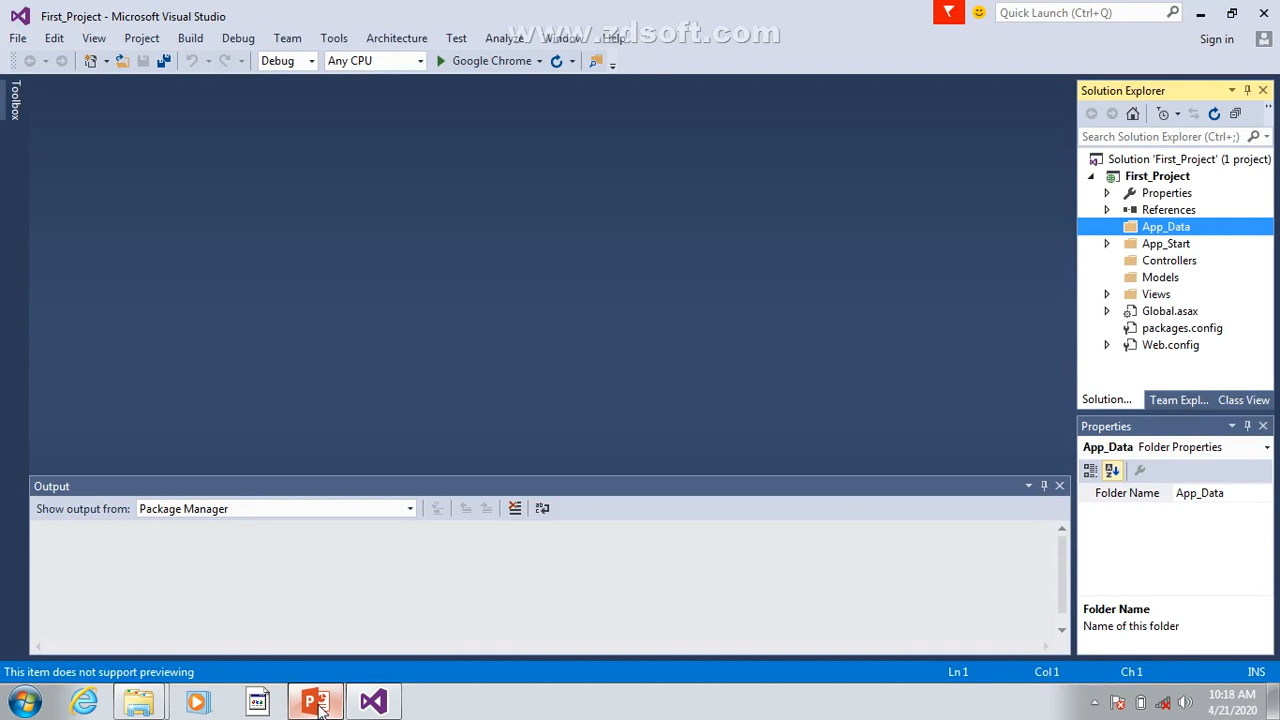 First_Project - Microsoft Visual Studio
Quick Launch (Ctrl+Q)
File Edit View Project Build Debug Team Tools Architecture Test Analyze Window Help
www.zdsoft.com
Sign in
Debug Any CPU Google Chrome
Toolbox
Solution Explorer
Search Solution Explorer (Ctrl+;)
Solution 'First_Project' (1 project)
First_Project
Properties
References
App_Data
App_Start
Controllers
Models
Views
Global.asax
packages.config
Web.config
Solution... Team Expl... Class View
Properties
App_Data Folder Properties
Folder Name App_Data
Folder Name
Name of this folder
Output
Show output from: Package Manager
This item does not support previewing Ln 1 Col 1 Ch 1 INS
10:18 AM
4/21/2020